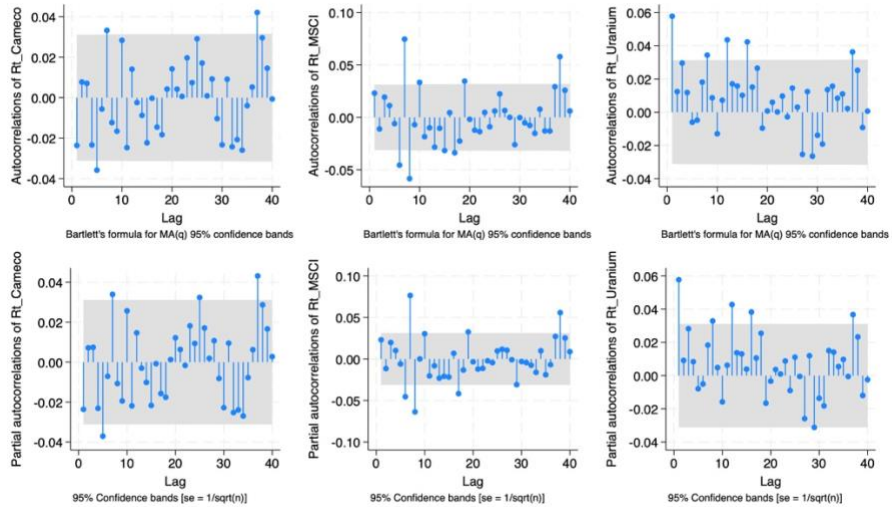 Autocorrelations of Rt_Cameco
0.04
0.02
0.00
-0.02
-0.04
0 10 20 30 40
Lag
Bartlett's formula for MA(q) 95% confidence bands
Autocorrelations of Rt_MSCI
0.10
0.05
0.00
-0.05
0 10 20 30 40
Lag
Bartlett's formula for MA(q) 95% confidence bands
Autocorrelations of Rt_Uranium
0.06
0.04
0.02
0.00
-0.02
-0.04
0 10 20 30 40
Lag
Bartlett's formula for MA(q) 95% confidence bands
Partial autocorrelations of Rt_Cameco
0.04
0.02
0.00
-0.02
-0.04
0 10 20 30 40
Lag
95% Confidence bands [se = 1/sqrt(n)]
Partial autocorrelations of Rt_MSCI
0.10
0.05
0.00
-0.05
-0.10
0 10 20 30 40
Lag
95% Confidence bands [se = 1/sqrt(n)]
Partial autocorrelations of Rt_Uranium
0.06
0.04
0.02
0.00
-0.02
-0.04
0 10 20 30 40
Lag
95% Confidence bands [se = 1/sqrt(n)]